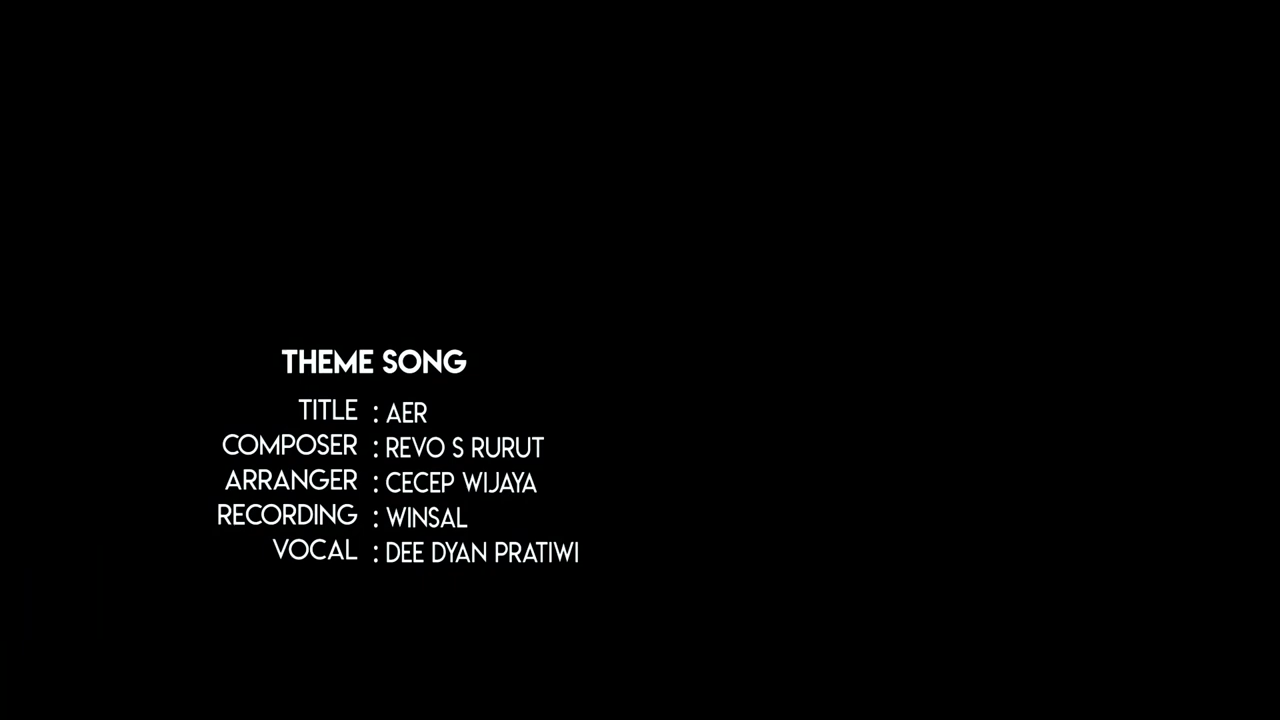 THEME SONG
TITLE : AER
COMPOSER : REVO S RURUT
ARRANGER : CECEP WIJAYA
RECORDING : WINSAL
VOCAL : DEE DYAN PRATIWI